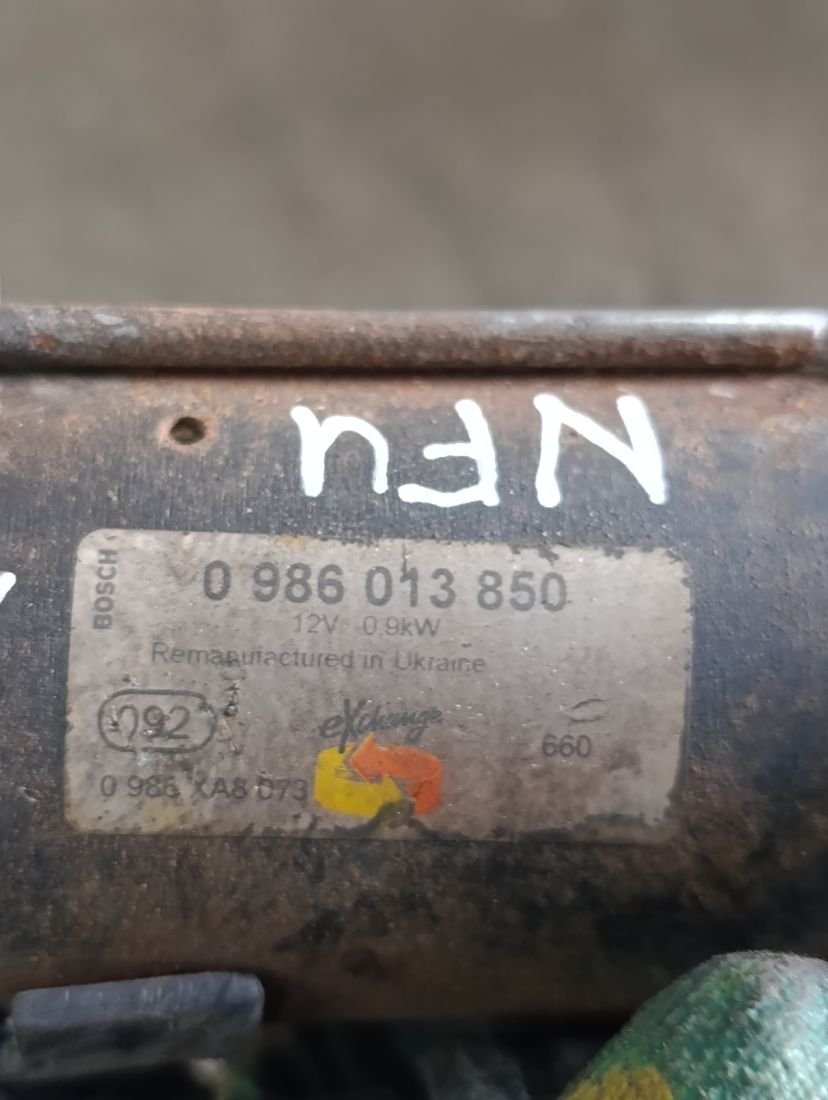 NFu
BOSCH
0 986 013 850
12V 0.9kW
Remanufactured in Ukraine
092
eXchange
660
0 986 XA8 073